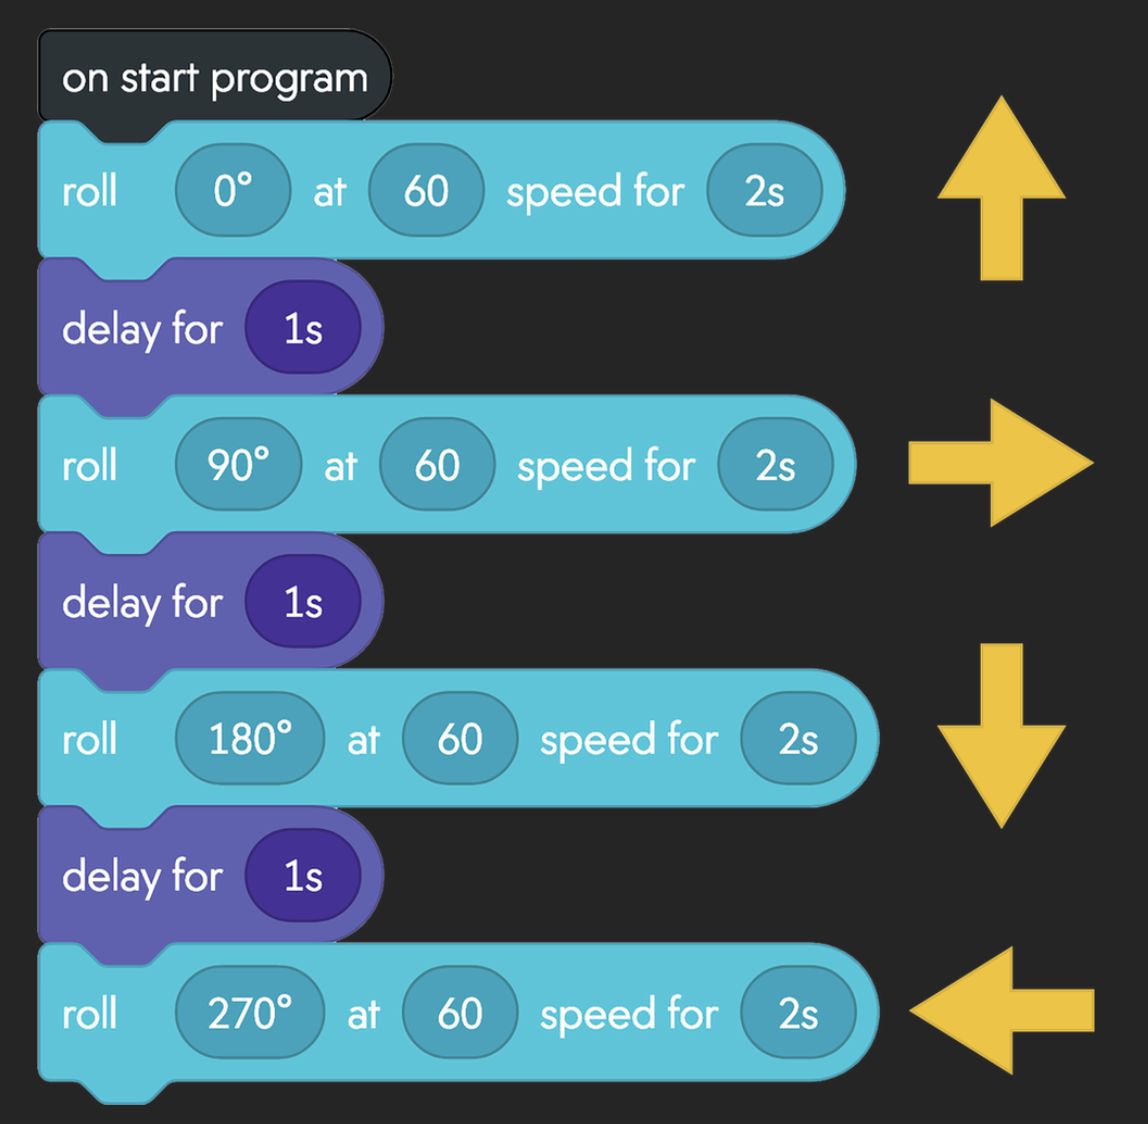 on start program
roll 0° at 60 speed for 2s
delay for 1s
roll 90° at 60 speed for 2s
delay for 1s
roll 180° at 60 speed for 2s
delay for 1s
roll 270° at 60 speed for 2s